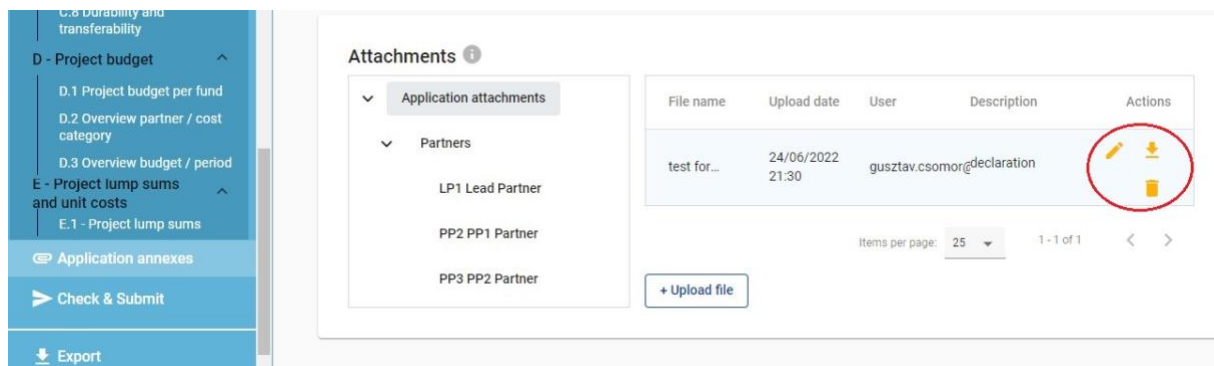 C.8 Durability and
transferability
D - Project budget
D.1 Project budget per fund
D.2 Overview partner / cost
category
D.3 Overview budget / period
E - Project lump sums
and unit costs
E.1 - Project lump sums
Application annexes
Check & Submit
Export
Attachments
Application attachments
Partners
LP1 Lead Partner
PP2 PP1 Partner
PP3 PP2 Partner
File name Upload date User Description Actions
test for... 24/06/2022 21:30 gusztav.csomor@ declaration
Items per page: 25 1 - 1 of 1
+ Upload file